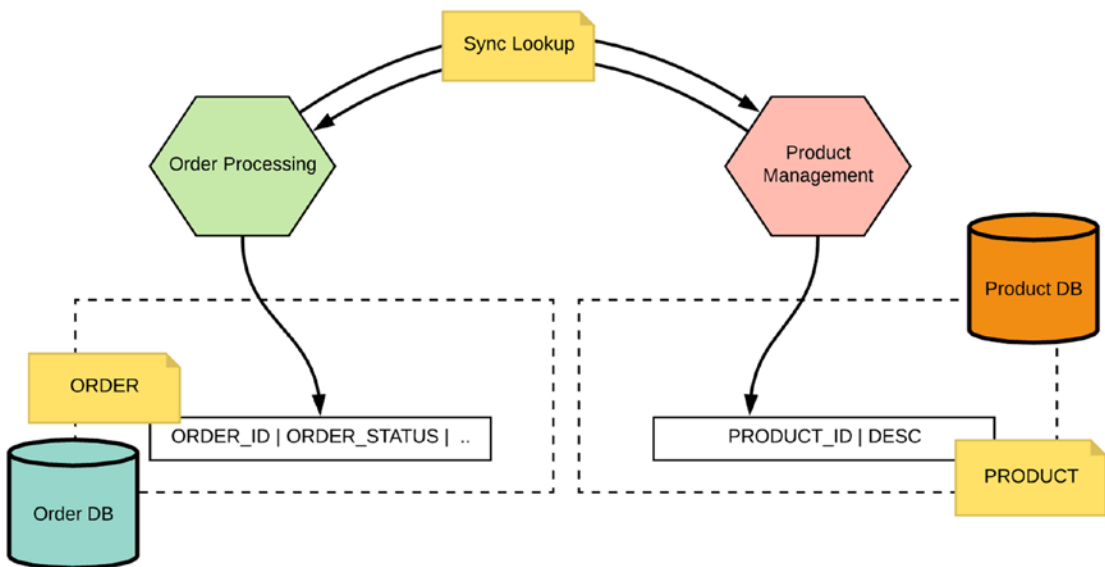 Sync Lookup
Order Processing
Product
Management
Product DB
ORDER
ORDER_ID | ORDER_STATUS | ..
PRODUCT_ID | DESC
PRODUCT
Order DB